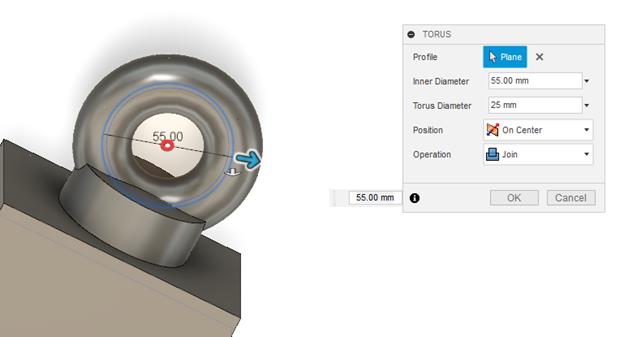 TORUS
Profile Plane
Inner Diameter 55.00 mm
Torus Diameter 25 mm
Position On Center
Operation Join
55.00
55.00 mm OK Cancel